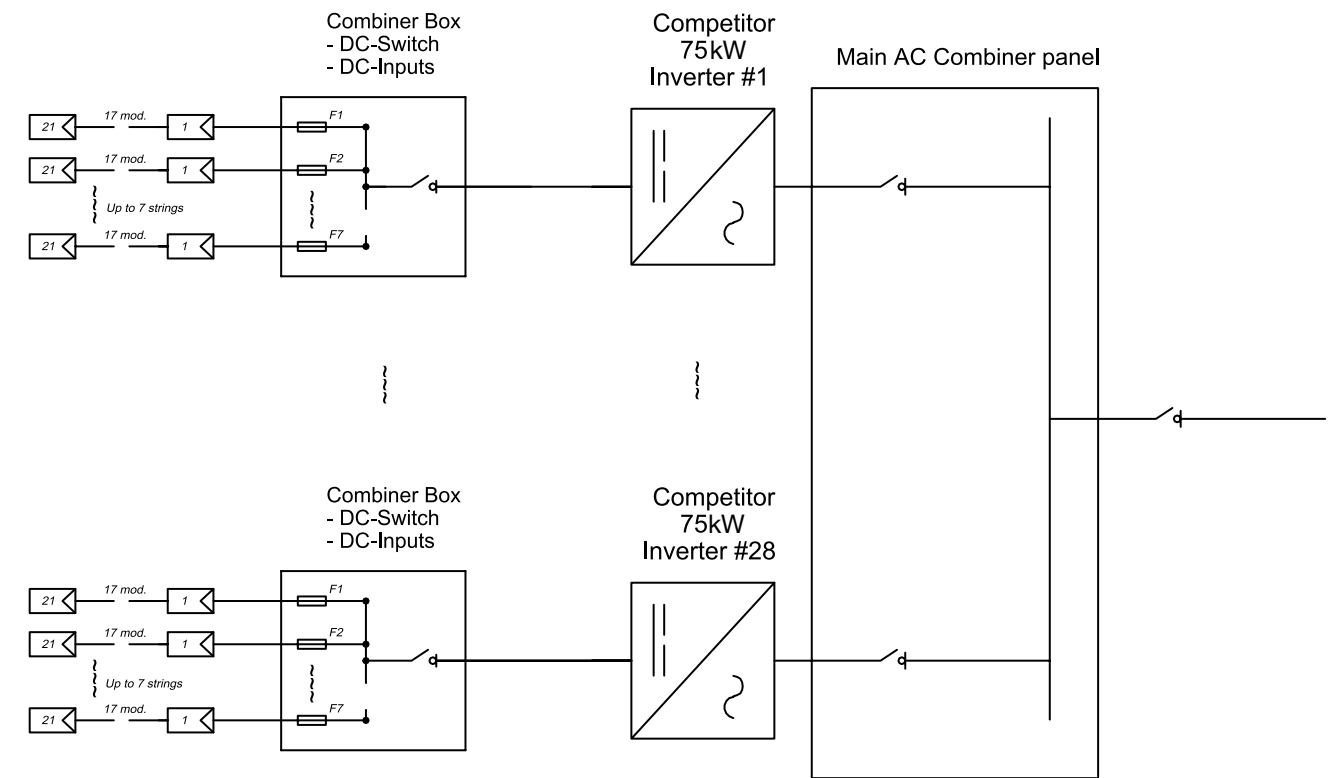 Combiner Box
- DC-Switch
- DC-Inputs
Competitor
75kW
Inverter #1
Main AC Combiner panel
21 17 mod. 1 F1
21 17 mod. 1 F2
Up to 7 strings
21 17 mod. 1 F7
Combiner Box
- DC-Switch
- DC-Inputs
Competitor
75kW
Inverter #28
21 17 mod. 1 F1
21 17 mod. 1 F2
Up to 7 strings
21 17 mod. 1 F7